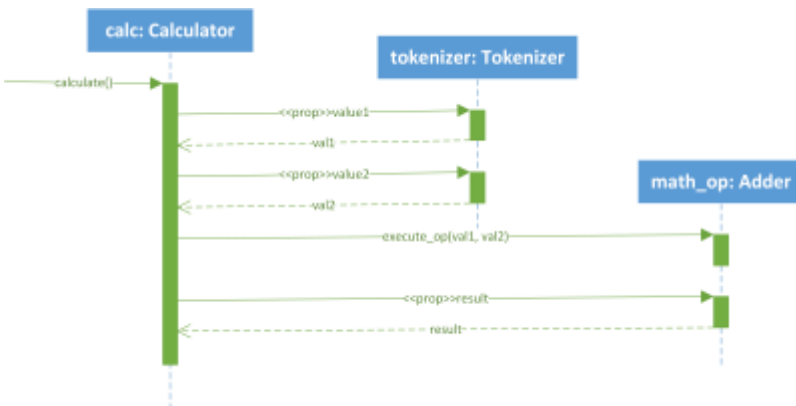 calc: Calculator
tokenizer: Tokenizer
calculate()
<<prop>>value1
val1
<<prop>>value2
math_op: Adder
val2
execute_op(val1, val2)
<<prop>>result
result